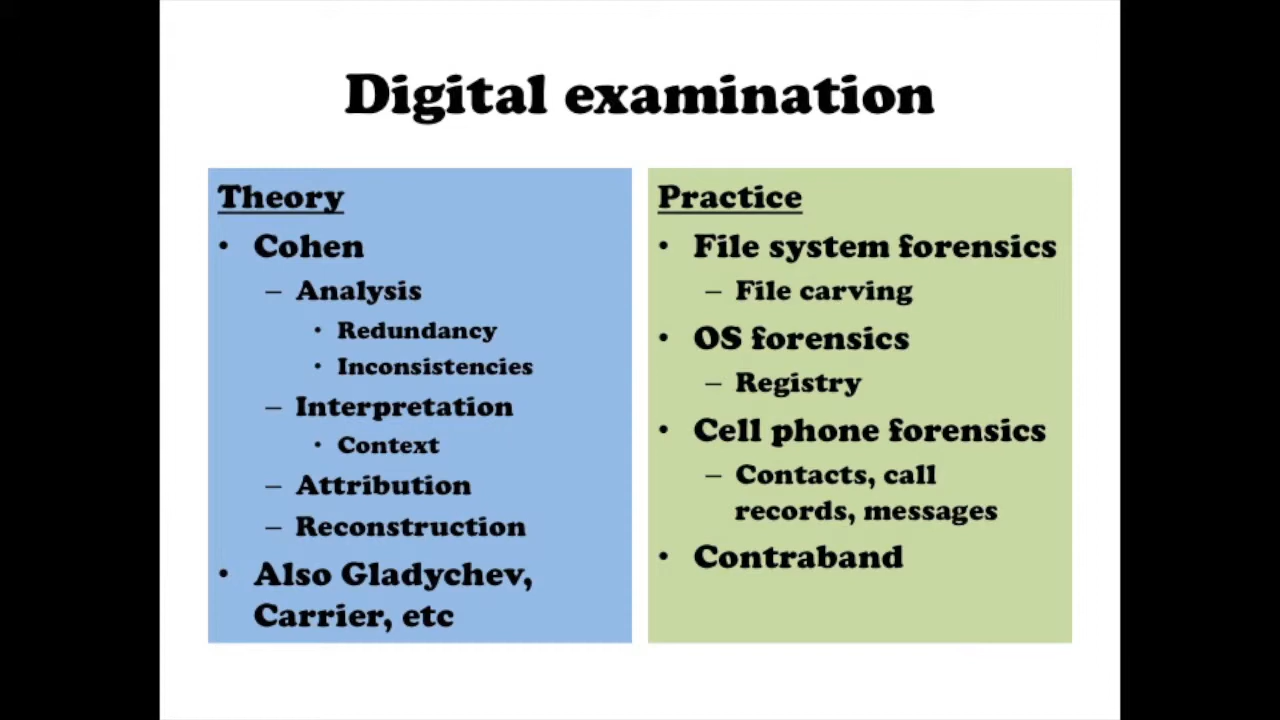 Digital examination
Theory
• Cohen
– Analysis
• Redundancy
• Inconsistencies
– Interpretation
• Context
– Attribution
– Reconstruction
• Also Gladychev,
Carrier, etc
Practice
• File system forensics
– File carving
• OS forensics
– Registry
• Cell phone forensics
– Contacts, call
records, messages
• Contraband